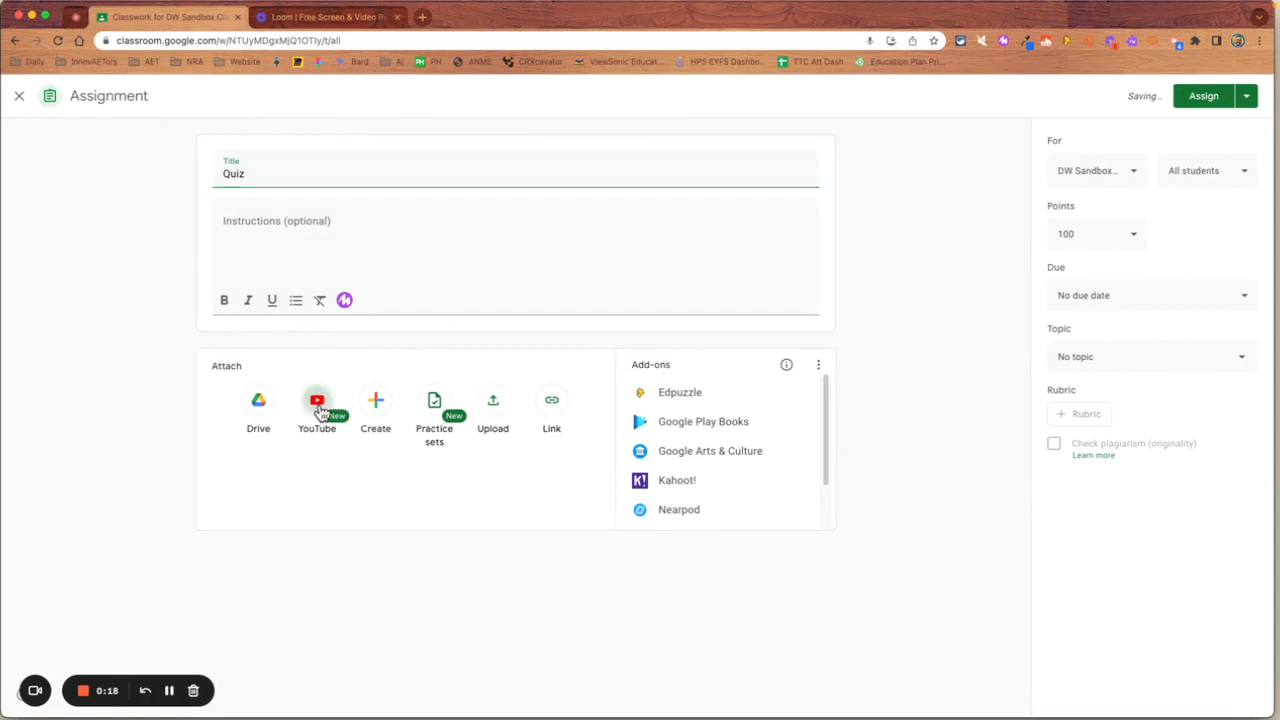 Classwork for DW Sandbox Cl
Loom | Free Screen & Video R
classroom.google.com/w/NTUyMDgxMjQ1OTIy/t/all
Daily InnovAETors AET NRA Website Bard AI PH ANME CRXcavator ViewSonic Educat... HPS EYFS Dashbo... TTC Att Dash Education Plan Pri...
Assignment
Saving...
Assign
Title
Quiz
Instructions (optional)
B I U
Attach
Drive
YouTube
New
Create
Practice sets
New
Upload
Link
Add-ons
Edpuzzle
Google Play Books
Google Arts & Culture
Kahoot!
Nearpod
For
DW Sandbox...
All students
Points
100
Due
No due date
Topic
No topic
Rubric
+ Rubric
Check plagiarism (originality)
Learn more
0:18